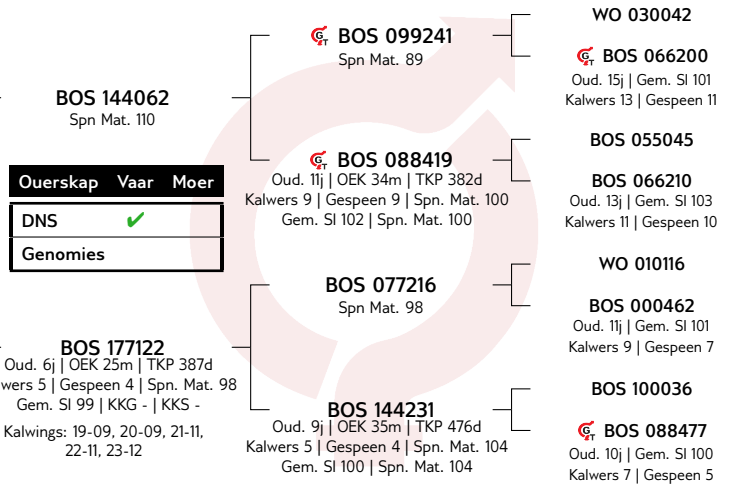 BOS 144062
Spn Mat. 110
Ouerskap Vaar Moer
DNS ✔
Genomies
BOS 177122
Oud. 6j | OEK 25m | TKP 387d
wers 5 | Gespeen 4 | Spn. Mat. 98
Gem. SI 99 | KKG - | KKS -
Kalwings: 19-09, 20-09, 21-11,
22-11, 23-12
GT BOS 099241
Spn Mat. 89
GT BOS 088419
Oud. 11j | OEK 34m | TKP 382d
Kalwers 9 | Gespeen 9 | Spn. Mat. 100
Gem. SI 102 | Spn. Mat. 100
BOS 077216
Spn Mat. 98
BOS 144231
Oud. 9j | OEK 35m | TKP 476d
Kalwers 5 | Gespeen 4 | Spn. Mat. 104
Gem. SI 100 | Spn. Mat. 104
WO 030042
GT BOS 066200
Oud. 15j | Gem. SI 101
Kalwers 13 | Gespeen 11
BOS 055045
BOS 066210
Oud. 13j | Gem. SI 103
Kalwers 11 | Gespeen 10
WO 010116
BOS 000462
Oud. 11j | Gem. SI 101
Kalwers 9 | Gespeen 7
BOS 100036
GT BOS 088477
Oud. 10j | Gem. SI 100
Kalwers 7 | Gespeen 5